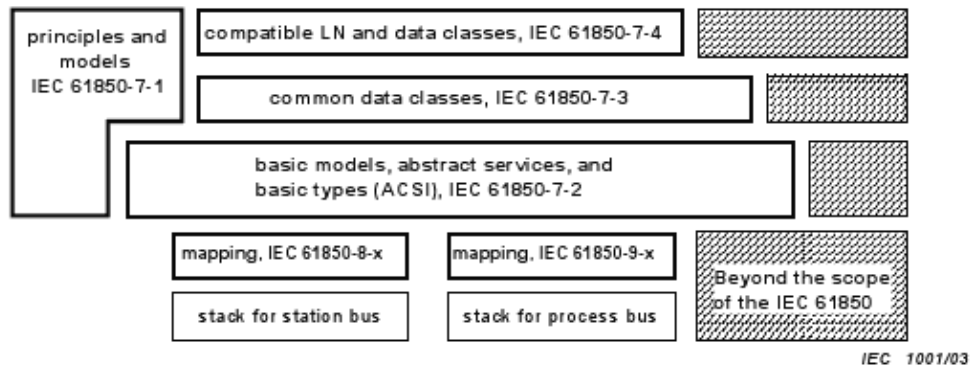 principles and
models
IEC 61850-7-1
compatible LN and data classes, IEC 61850-7-4
common data classes, IEC 61850-7-3
basic models, abstract services, and
basic types (ACSI), IEC 61850-7-2
mapping, IEC 61850-8-x
mapping, IEC 61850-9-x
Beyond the scope
of the IEC 61850
stack for station bus
stack for process bus
IEC 1001/03